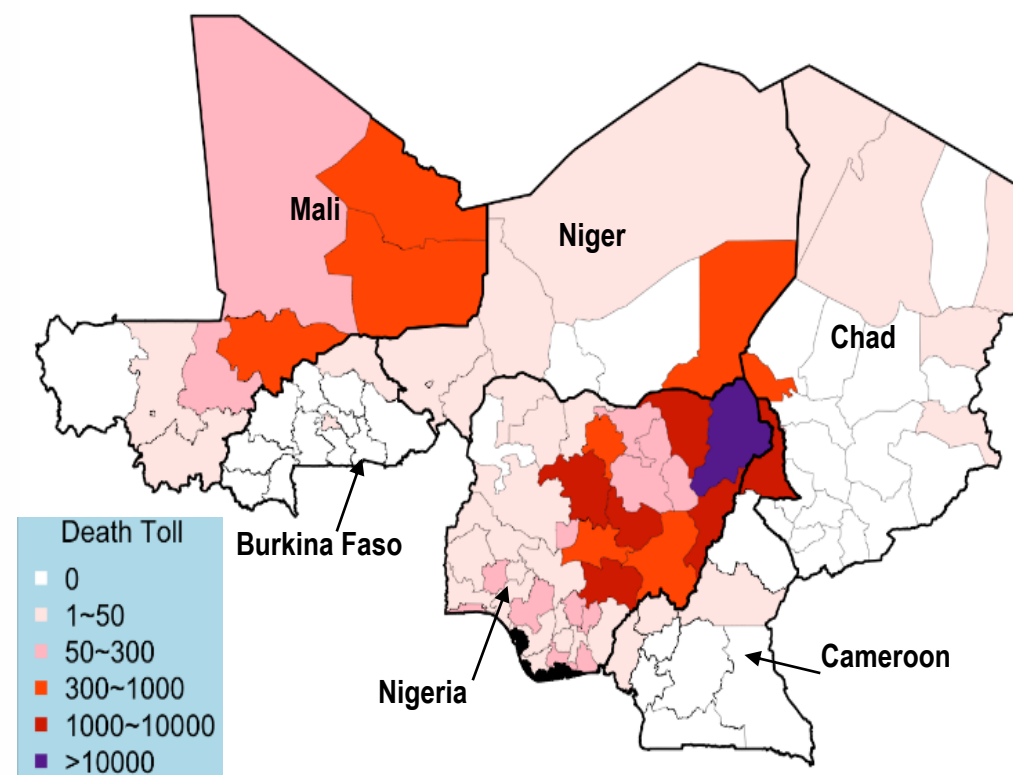 Mali
Niger
Chad
Burkina Faso
Nigeria
Cameroon
Death Toll
0
1~50
50~300
300~1000
1000~10000
>10000